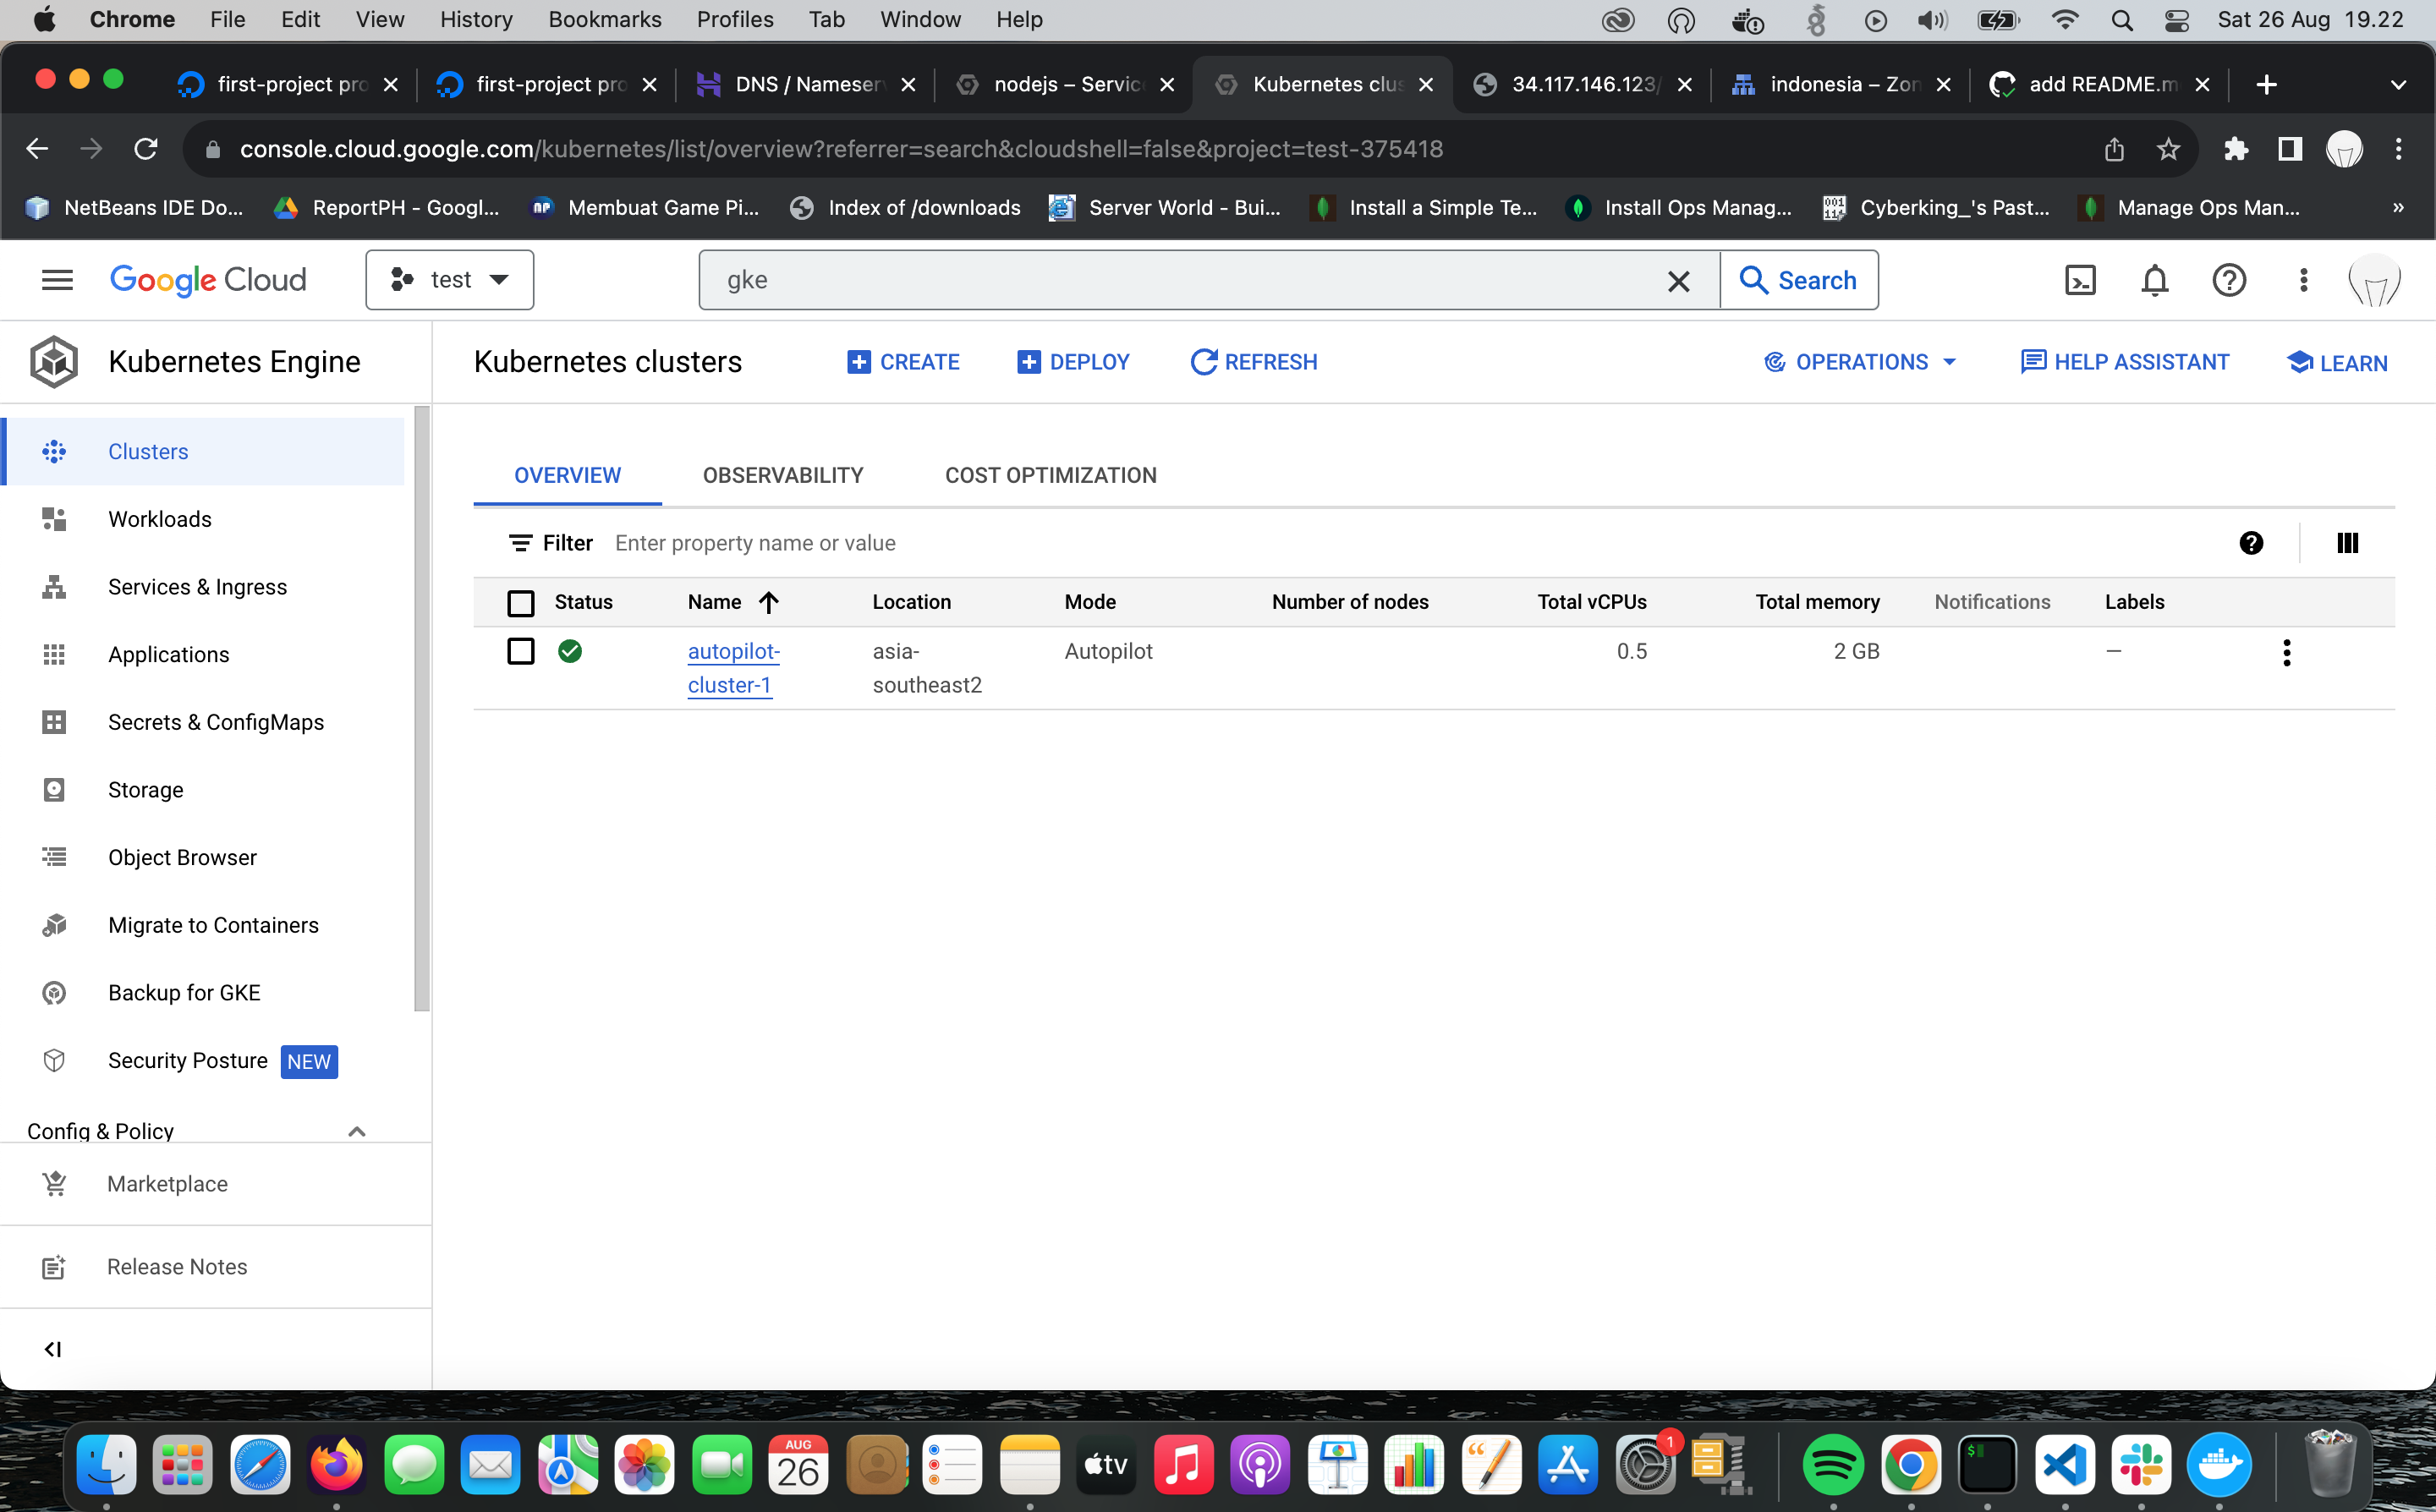 Chrome File Edit View History Bookmarks Profiles Tab Window Help Sat 26 Aug 19.22
first-project pro first-project pro DNS / Nameserv nodejs – Servic Kubernetes clus 34.117.146.123/ indonesia – Zon add README.m
console.cloud.google.com/kubernetes/list/overview?referrer=search&cloudshell=false&project=test-375418
NetBeans IDE Do... ReportPH - Googl... Membuat Game Pi... Index of /downloads Server World - Bui... Install a Simple Te... Install Ops Manag... Cyberking_'s Past... Manage Ops Man... »
Google Cloud test gke Search
Kubernetes Engine Kubernetes clusters CREATE DEPLOY REFRESH OPERATIONS HELP ASSISTANT LEARN
Clusters
Workloads
Services & Ingress
Applications
Secrets & ConfigMaps
Storage
Object Browser
Migrate to Containers
Backup for GKE
Security Posture NEW
Config & Policy
Marketplace
Release Notes
OVERVIEW OBSERVABILITY COST OPTIMIZATION
Filter Enter property name or value
Status Name Location Mode Number of nodes Total vCPUs Total memory Notifications Labels
autopilot- asia- Autopilot 0.5 2 GB —
cluster-1 southeast2
AUG
26
tv
1